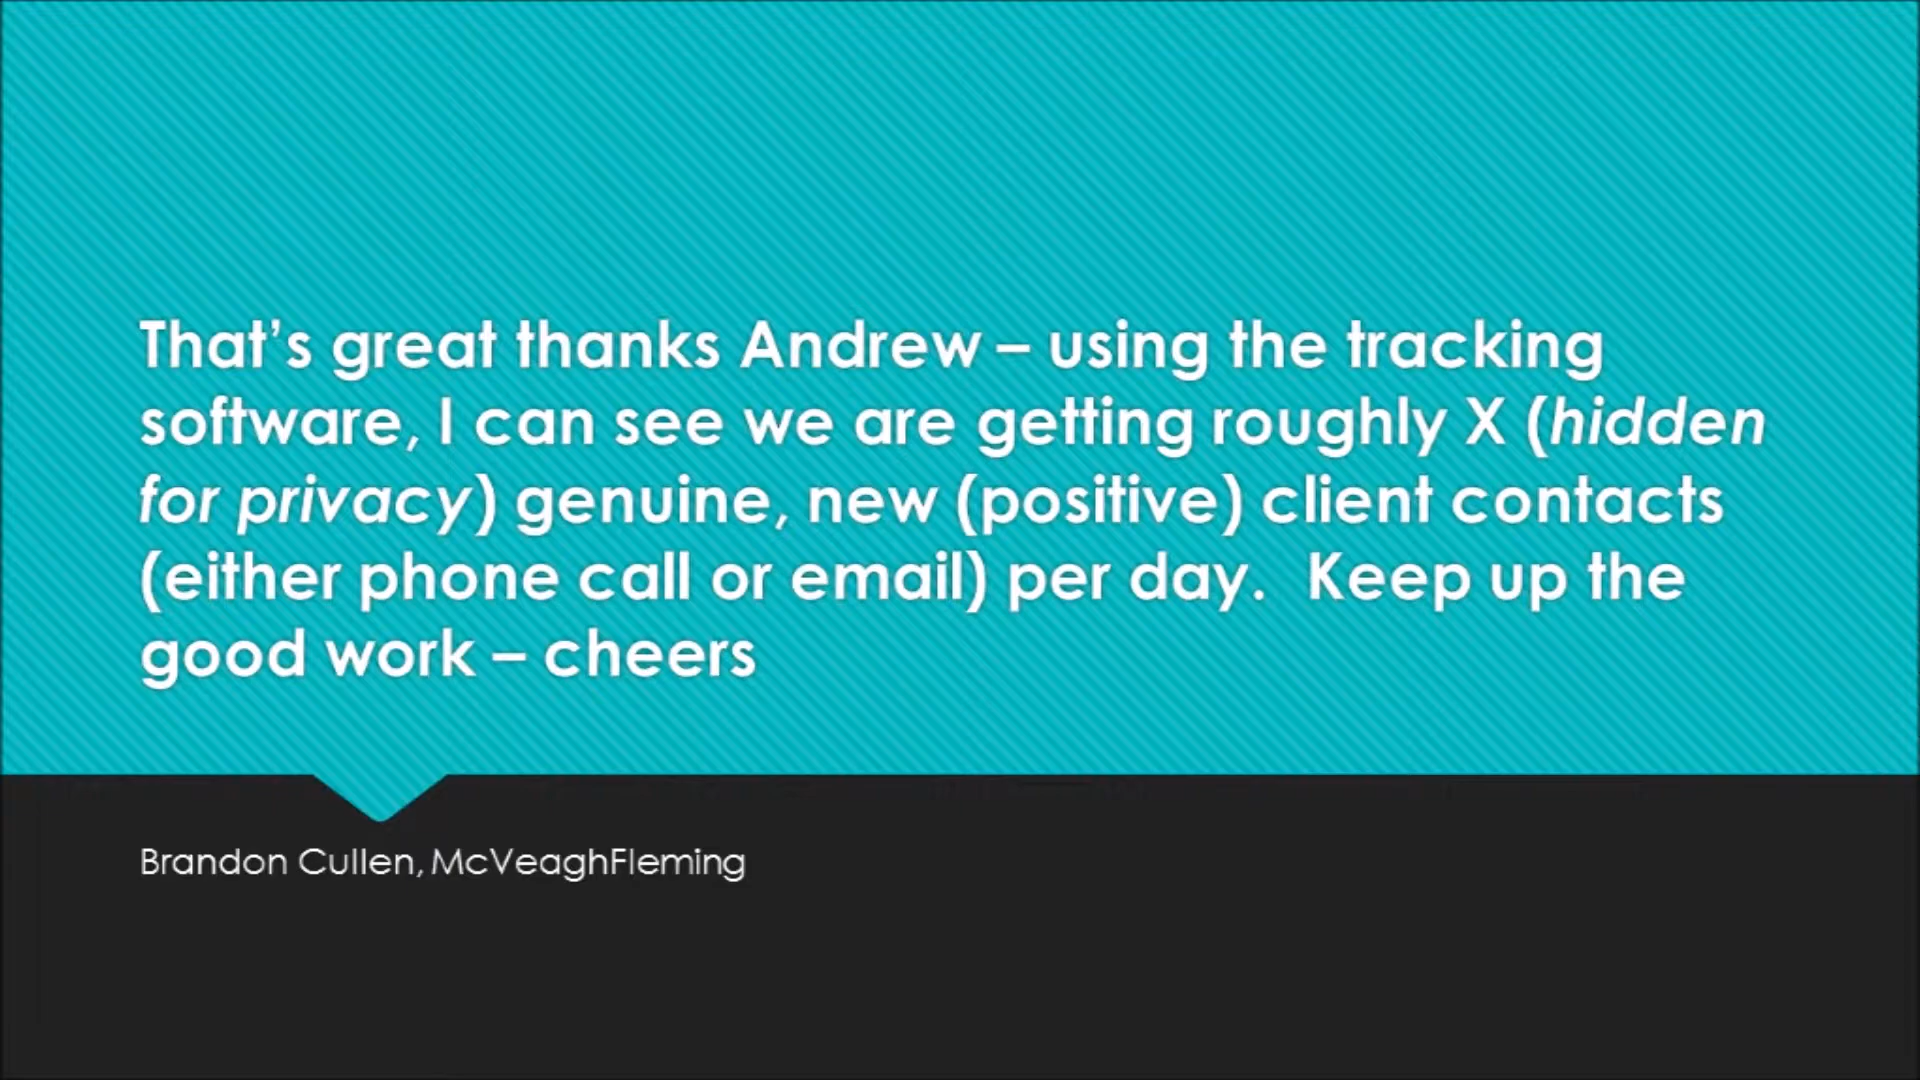 That’s great thanks Andrew – using the tracking
software, I can see we are getting roughly X (hidden
for privacy) genuine, new (positive) client contacts
(either phone call or email) per day.  Keep up the
good work – cheers
Brandon Cullen, McVeaghFleming